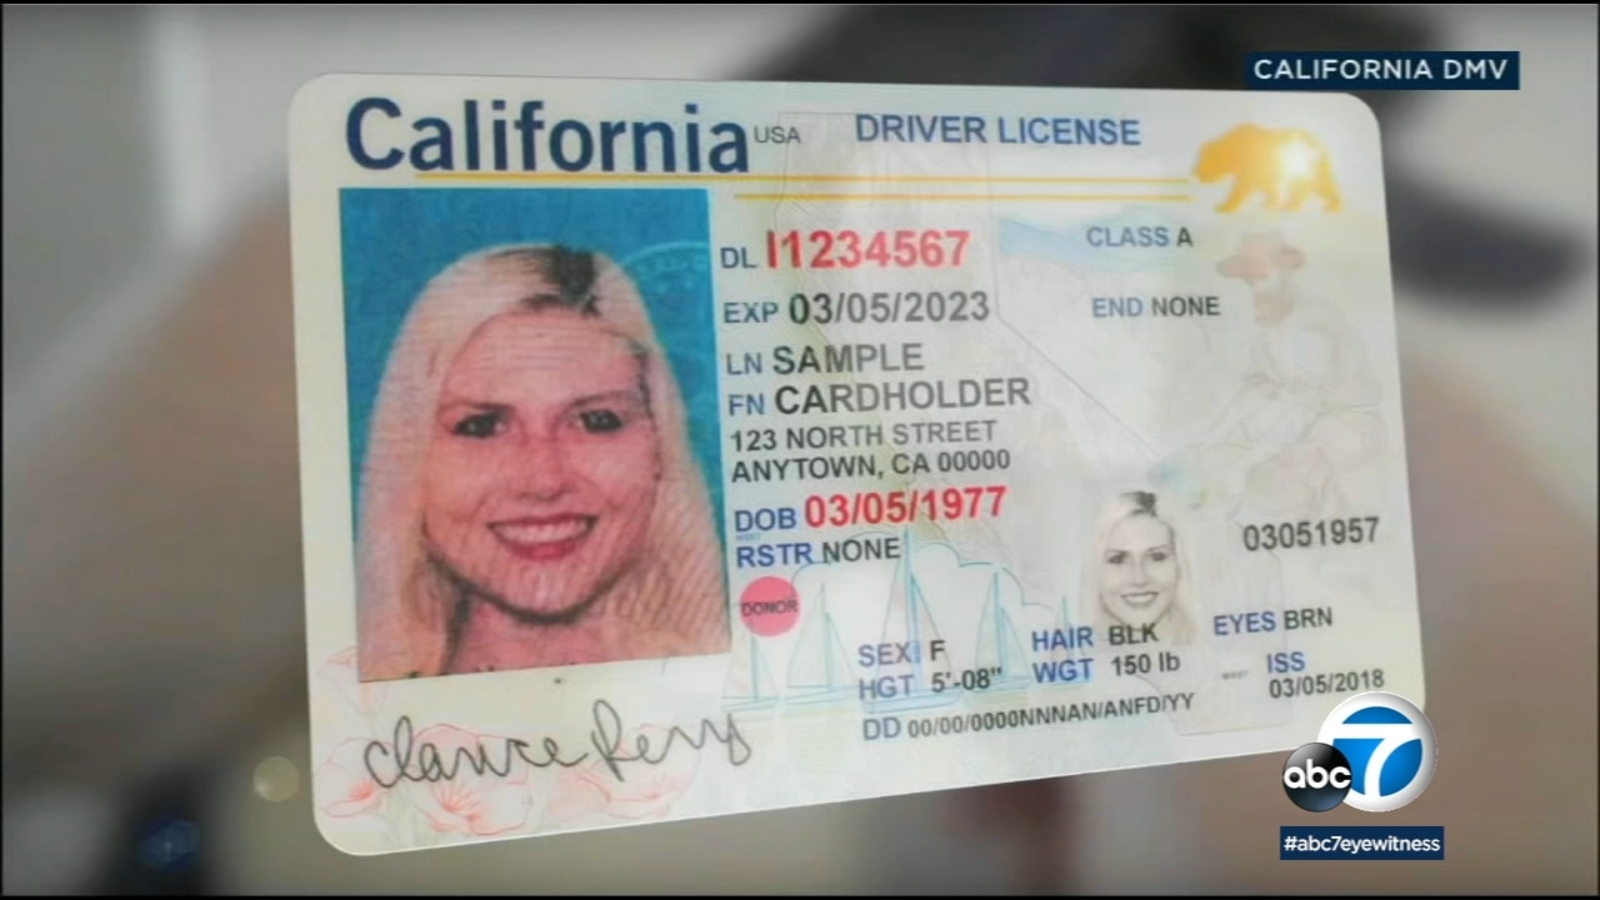 CALIFORNIA DMV
California USA DRIVER LICENSE
DL I1234567 CLASS A
EXP 03/05/2023 END NONE
LN SAMPLE
FN CARDHOLDER
123 NORTH STREET
ANYTOWN, CA 00000
DOB 03/05/1977
RSTR NONE 03051957
DONOR
SEX F HAIR BLK EYES BRN
HGT 5'-08" WGT 150 lb ISS
DD 00/00/0000NNNAN/ANFD/YY 03/05/2018
abc 7
#abc7eyewitness